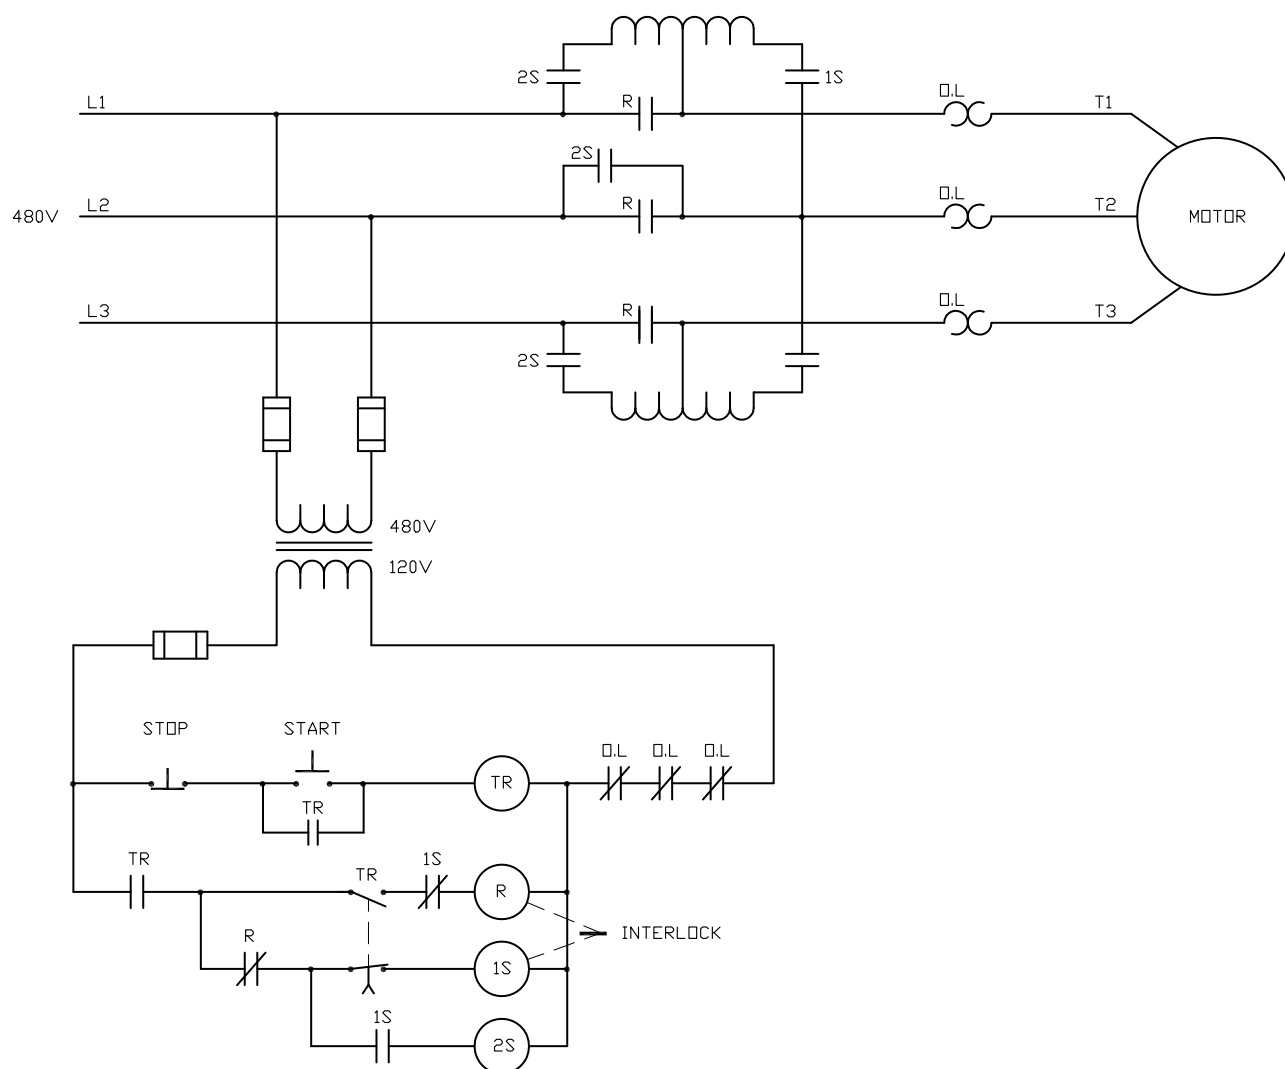 2S
1S
L1
R
O.L
T1
2S
480V
L2
R
O.L
T2
MOTOR
L3
R
O.L
T3
2S
480V
120V
STOP
START
TR
O.L
O.L
O.L
TR
TR
TR
1S
R
R
1S
INTERLOCK
1S
2S